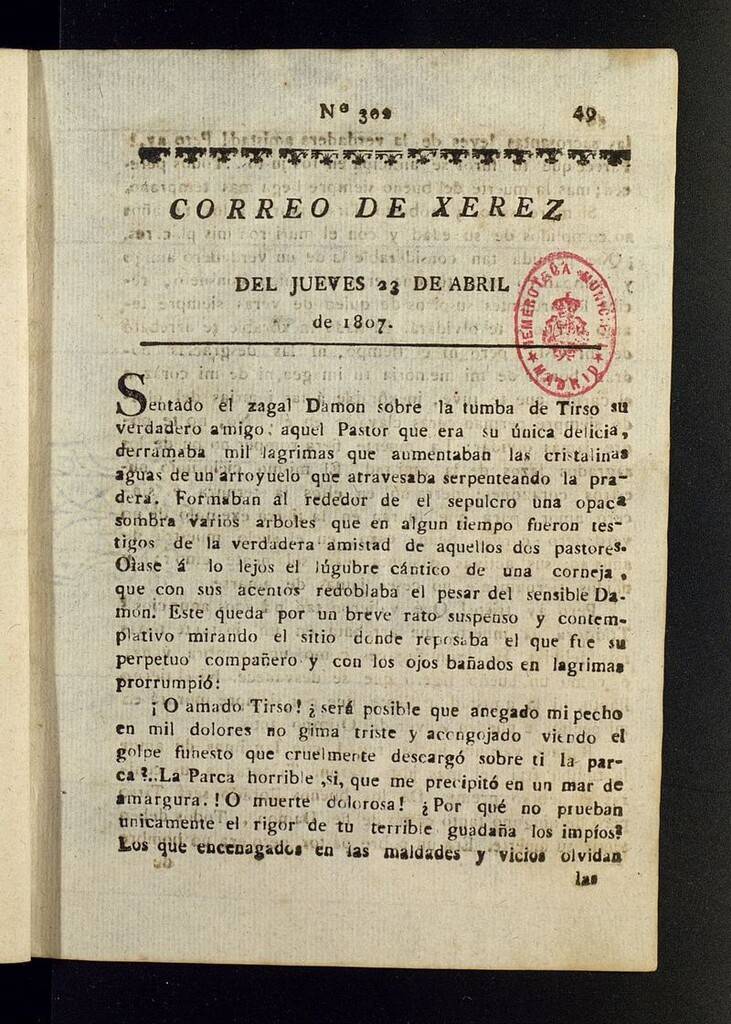 Nº 302 49
CORREO DE XEREZ
DEL JUEVES 23 DE ABRIL
de 1807.
HEMEROTECA MUNICIPAL
★ MADRID ★
Sentado el zagal Damon sobre la tumba de Tirso su
verdadero amigo, aquel Pastor que era su única delicia,
derramaba mil lagrimas que aumentaban las cristalinas
aguas de un arroyuelo que atravesaba serpenteando la pra-
dera. Formaban al rededor de el sepulcro una opaca
sombra varios arboles que en algun tiempo fueron tes-
tigos de la verdadera amistad de aquellos dos pastores.
Oiase á lo lejos el lúgubre cántico de una corneja,
que con sus acentos redoblaba el pesar del sensible Da-
mon. Este queda por un breve rato suspenso y contem-
plativo mirando el sitio donde reposaba el que fue su
perpetuo compañero y con los ojos bañados en lagrimas
prorrumpió:
¡O amado Tirso! ¿será posible que anegado mi pecho
en mil dolores no gima triste y acongojado viendo el
golpe funesto que cruelmente descargó sobre ti la par-
ca?..La Parca horrible ,si, que me precipitó en un mar de
amargura. !O muerte dolorosa! ¿Por qué no prueban
unicamente el rigor de tu terrible guadaña los impíos?
Los que encenagados en las maldades y vicios olvidan
las